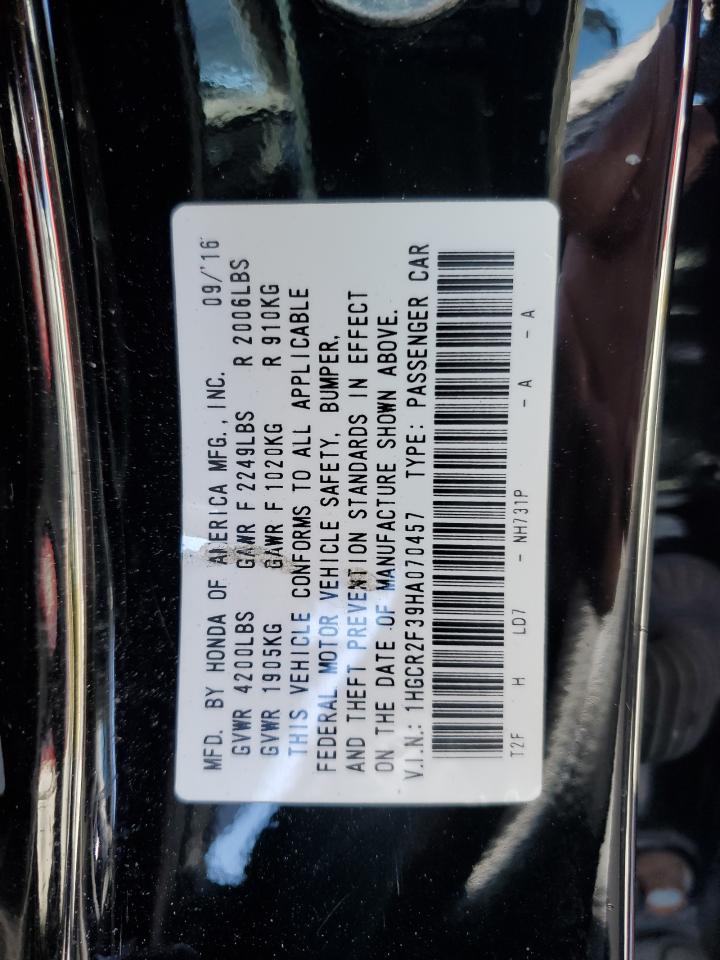 MFD. BY HONDA OF AMERICA MFG., INC. 09/'16
GVWR 4200LBS GAWR F 2249LBS R 2006LBS
GVWR 1905KG GAWR F 1020KG R 910KG
THIS VEHICLE CONFORMS TO ALL APPLICABLE
FEDERAL MOTOR VEHICLE SAFETY, BUMPER,
AND THEFT PREVENTION STANDARDS IN EFFECT
ON THE DATE OF MANUFACTURE SHOWN ABOVE.
V.I.N.: 1HGCR2F39HA070457 TYPE: PASSENGER CAR
T2F H LD7 - NH731P - A - A